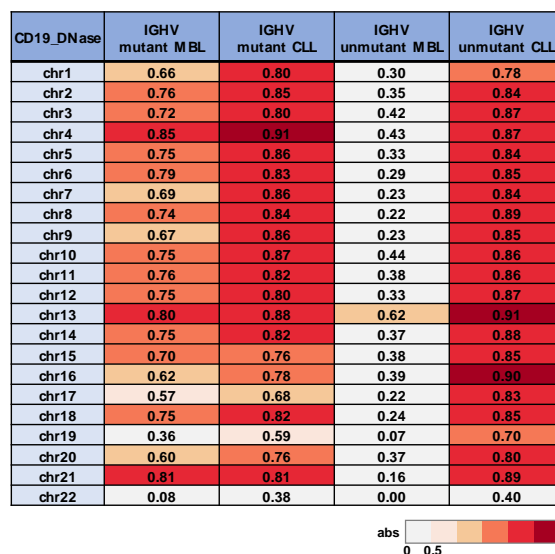 CD19_DNase IGHV mutant MBL IGHV mutant CLL IGHV unmutant MBL IGHV unmutant CLL
chr1 0.66 0.80 0.30 0.78
chr2 0.76 0.85 0.35 0.84
chr3 0.72 0.80 0.42 0.87
chr4 0.85 0.91 0.43 0.87
chr5 0.75 0.86 0.33 0.84
chr6 0.79 0.83 0.29 0.85
chr7 0.69 0.86 0.23 0.84
chr8 0.74 0.84 0.22 0.89
chr9 0.67 0.86 0.23 0.85
chr10 0.75 0.87 0.44 0.86
chr11 0.76 0.82 0.38 0.86
chr12 0.75 0.80 0.33 0.87
chr13 0.80 0.88 0.62 0.91
chr14 0.75 0.82 0.37 0.88
chr15 0.70 0.76 0.38 0.85
chr16 0.62 0.78 0.39 0.90
chr17 0.57 0.68 0.22 0.83
chr18 0.75 0.82 0.24 0.85
chr19 0.36 0.59 0.07 0.70
chr20 0.60 0.76 0.37 0.80
chr21 0.81 0.81 0.16 0.89
chr22 0.08 0.38 0.00 0.40
abs
0 0.5